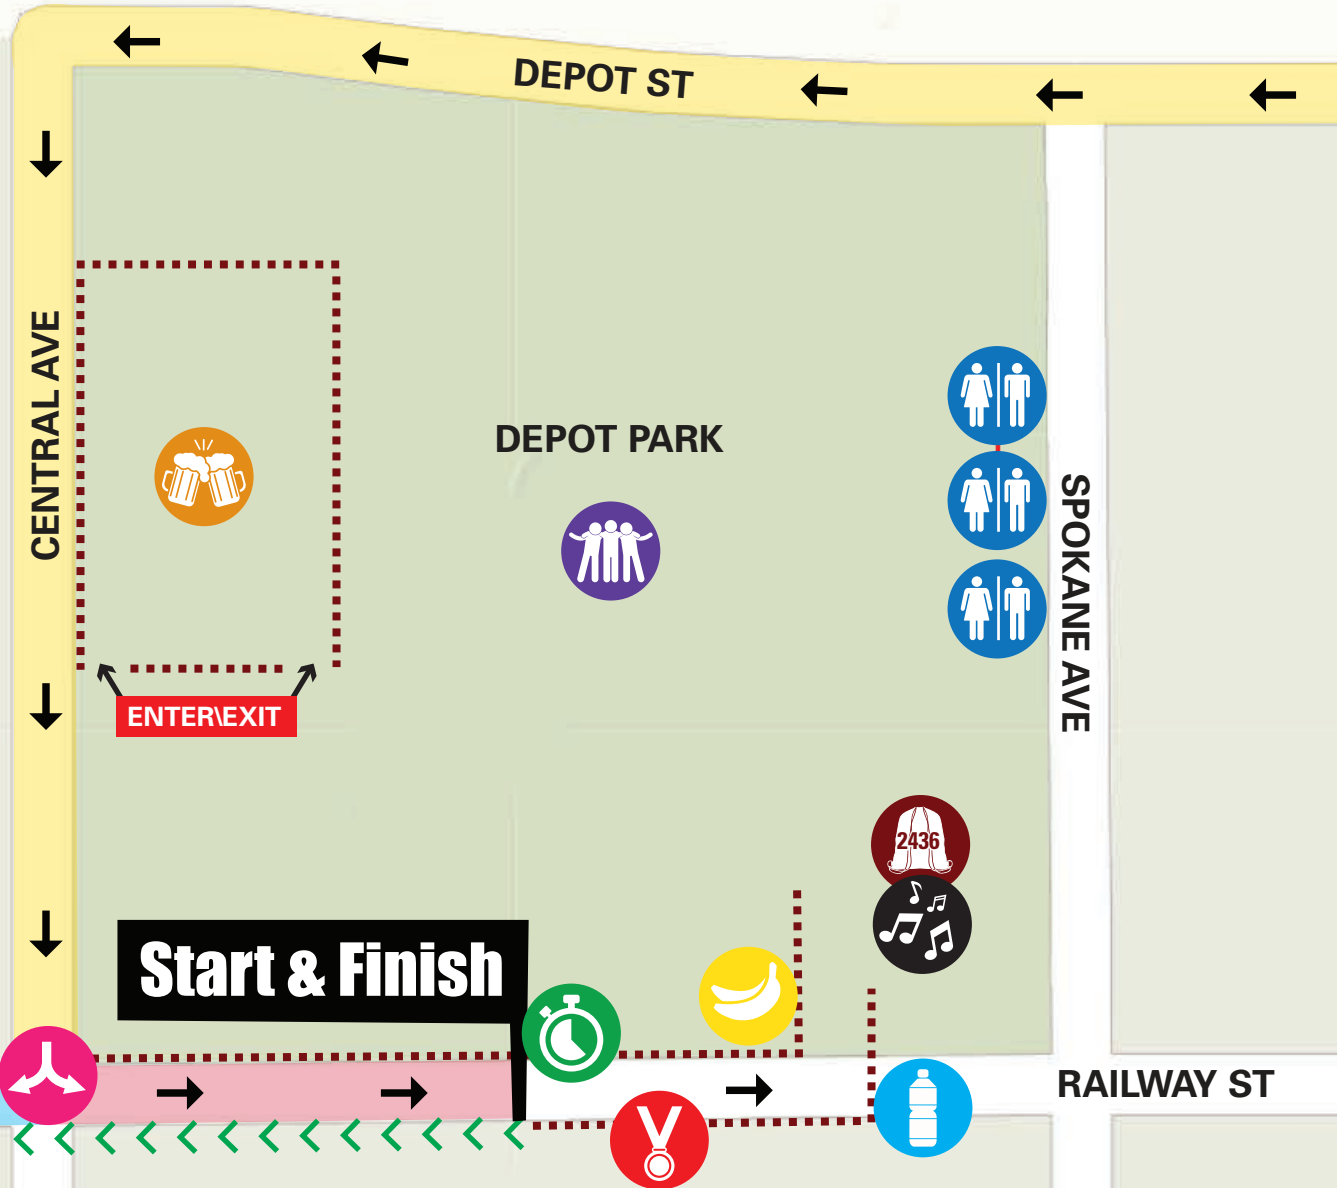 DEPOT ST
CENTRAL AVE
DEPOT PARK
SPOKANE AVE
ENTER\EXIT
2436
Start & Finish
RAILWAY ST